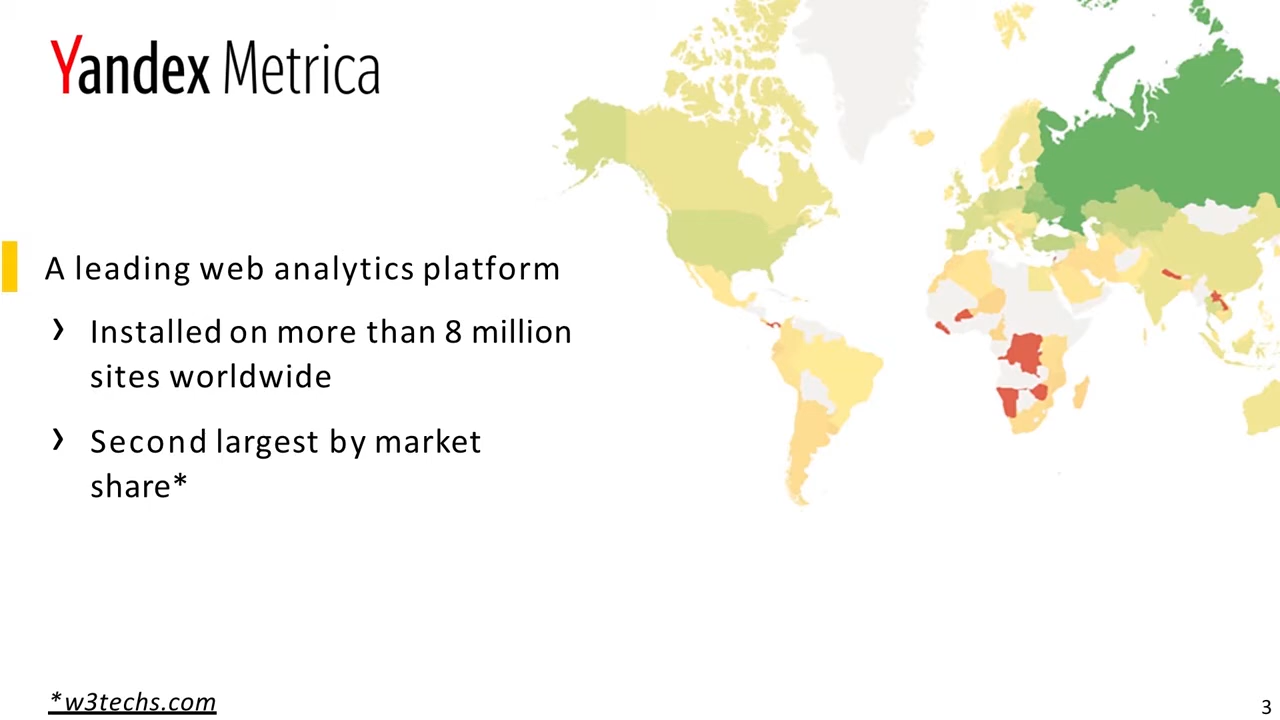 Yandex Metrica
A leading web analytics platform
› Installed on more than 8 million
sites worldwide
› Second largest by market
share*
*w3techs.com
3